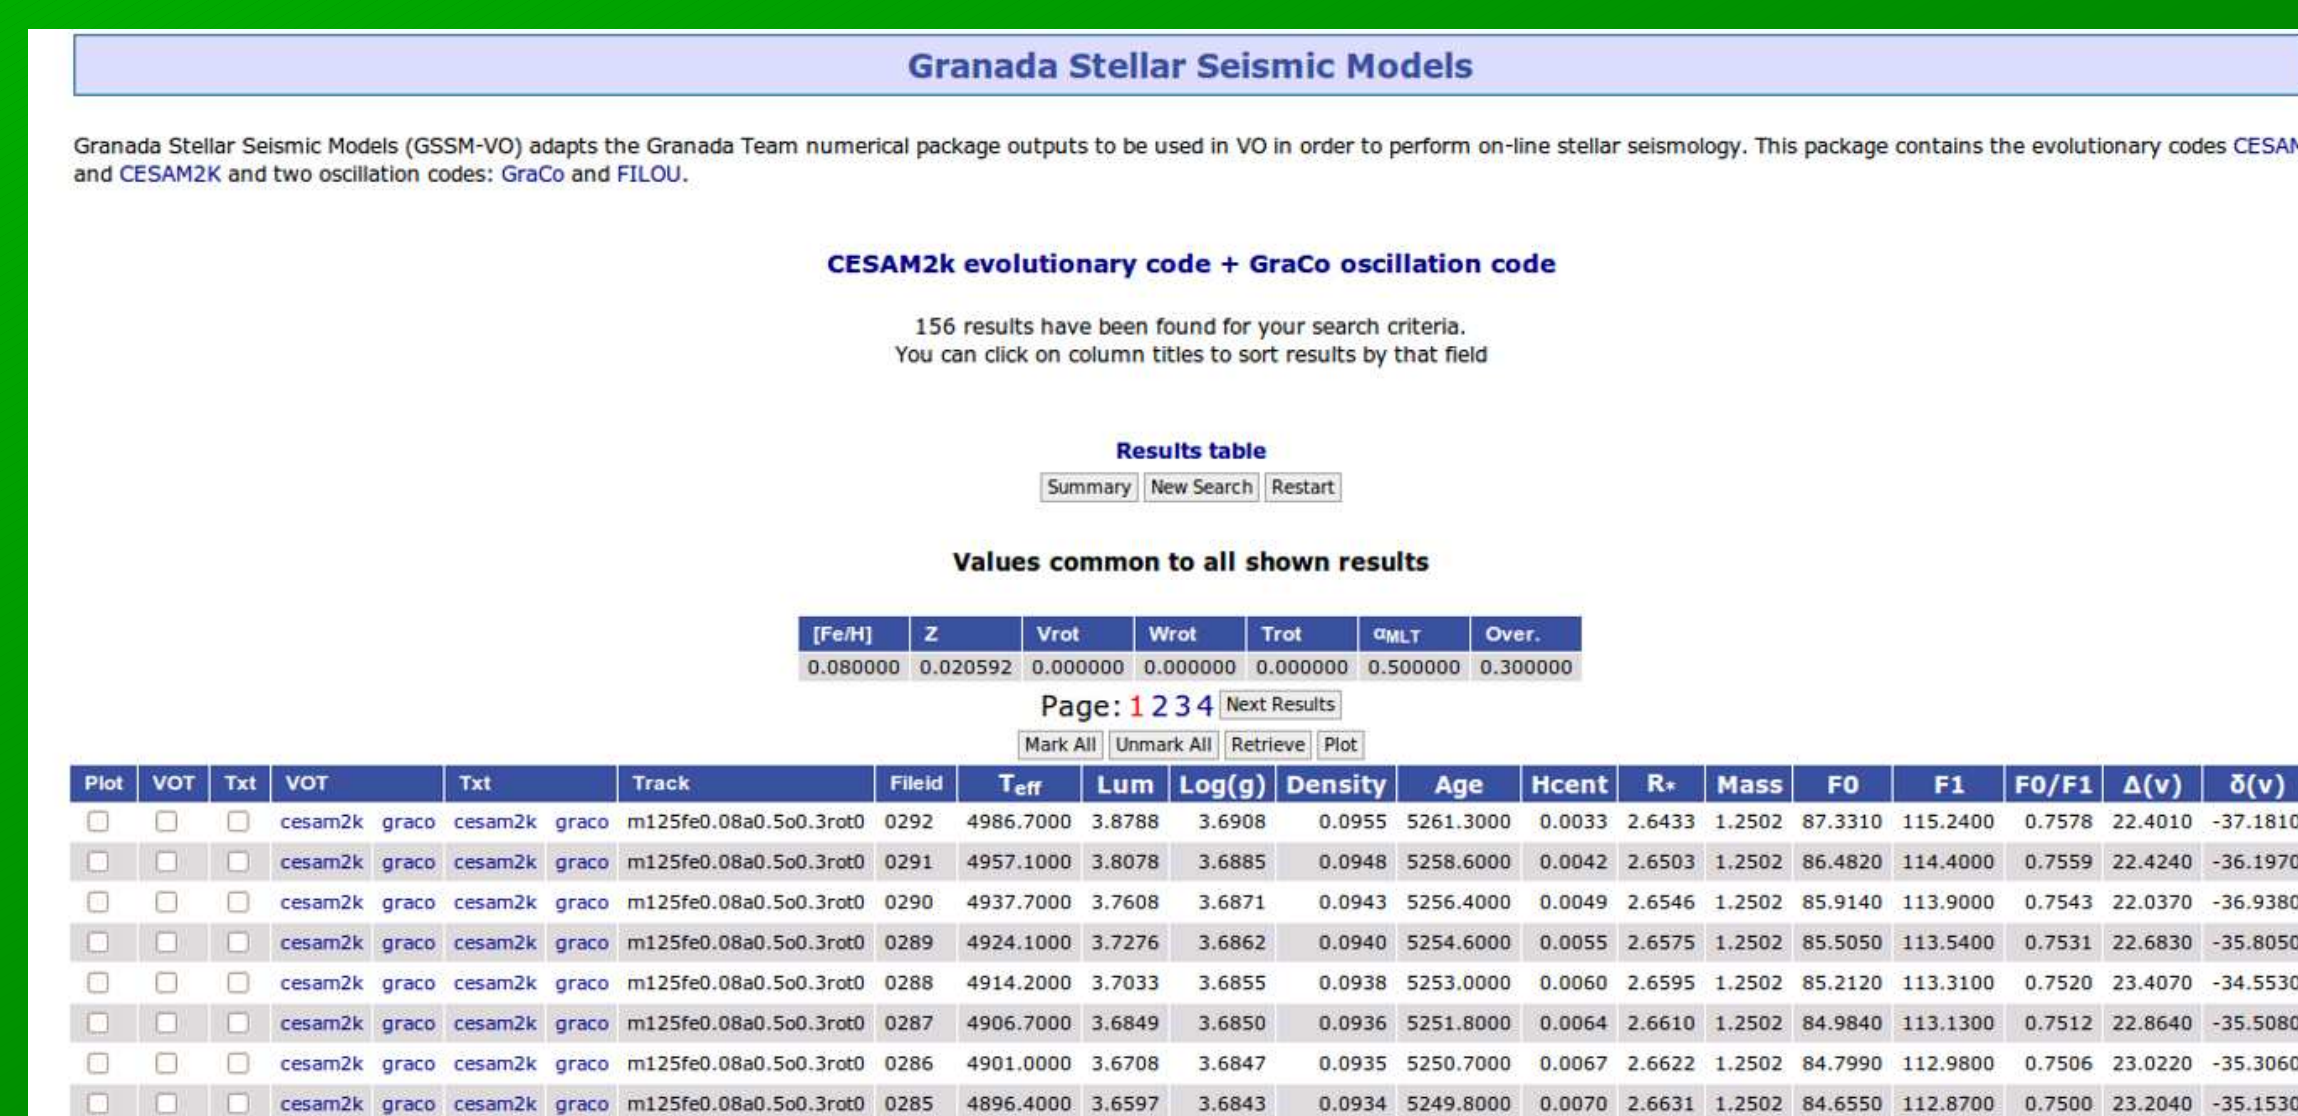 Granada Stellar Seismic Models
Granada Stellar Seismic Models (GSSM-VO) adapts the Granada Team numerical package outputs to be used in VO in order to perform on-line stellar seismology. This package contains the evolutionary codes CESAM
and CESAM2K and two oscillation codes: GraCo and FILOU.
CESAM2k evolutionary code + GraCo oscillation code
156 results have been found for your search criteria.
You can click on column titles to sort results by that field
Results table
Summary New Search Restart
Values common to all shown results
[Fe/H] Z Vrot Wrot Trot αMLT Over.
0.080000 0.020592 0.000000 0.000000 0.000000 0.500000 0.300000
Page: 1 2 3 4 Next Results
Mark All Unmark All Retrieve Plot
Plot VOT Txt VOT Txt Track Fileid Teff Lum Log(g) Density Age Hcent R* Mass F0 F1 F0/F1 Δ(ν) δ(ν)
cesam2k graco cesam2k graco m125fe0.08a0.5o0.3rot0 0292 4986.7000 3.8788 3.6908 0.0955 5261.3000 0.0033 2.6433 1.2502 87.3310 115.2400 0.7578 22.4010 -37.1810
cesam2k graco cesam2k graco m125fe0.08a0.5o0.3rot0 0291 4957.1000 3.8078 3.6885 0.0948 5258.6000 0.0042 2.6503 1.2502 86.4820 114.4000 0.7559 22.4240 -36.1970
cesam2k graco cesam2k graco m125fe0.08a0.5o0.3rot0 0290 4937.7000 3.7608 3.6871 0.0943 5256.4000 0.0049 2.6546 1.2502 85.9140 113.9000 0.7543 22.0370 -36.9380
cesam2k graco cesam2k graco m125fe0.08a0.5o0.3rot0 0289 4924.1000 3.7276 3.6862 0.0940 5254.6000 0.0055 2.6575 1.2502 85.5050 113.5400 0.7531 22.6830 -35.8050
cesam2k graco cesam2k graco m125fe0.08a0.5o0.3rot0 0288 4914.2000 3.7033 3.6855 0.0938 5253.0000 0.0060 2.6595 1.2502 85.2120 113.3100 0.7520 23.4070 -34.5530
cesam2k graco cesam2k graco m125fe0.08a0.5o0.3rot0 0287 4906.7000 3.6849 3.6850 0.0936 5251.8000 0.0064 2.6610 1.2502 84.9840 113.1300 0.7512 22.8640 -35.5080
cesam2k graco cesam2k graco m125fe0.08a0.5o0.3rot0 0286 4901.0000 3.6708 3.6847 0.0935 5250.7000 0.0067 2.6622 1.2502 84.7990 112.9800 0.7506 23.0220 -35.3060
cesam2k graco cesam2k graco m125fe0.08a0.5o0.3rot0 0285 4896.4000 3.6597 3.6843 0.0934 5249.8000 0.0070 2.6631 1.2502 84.6550 112.8700 0.7500 23.2040 -35.1530